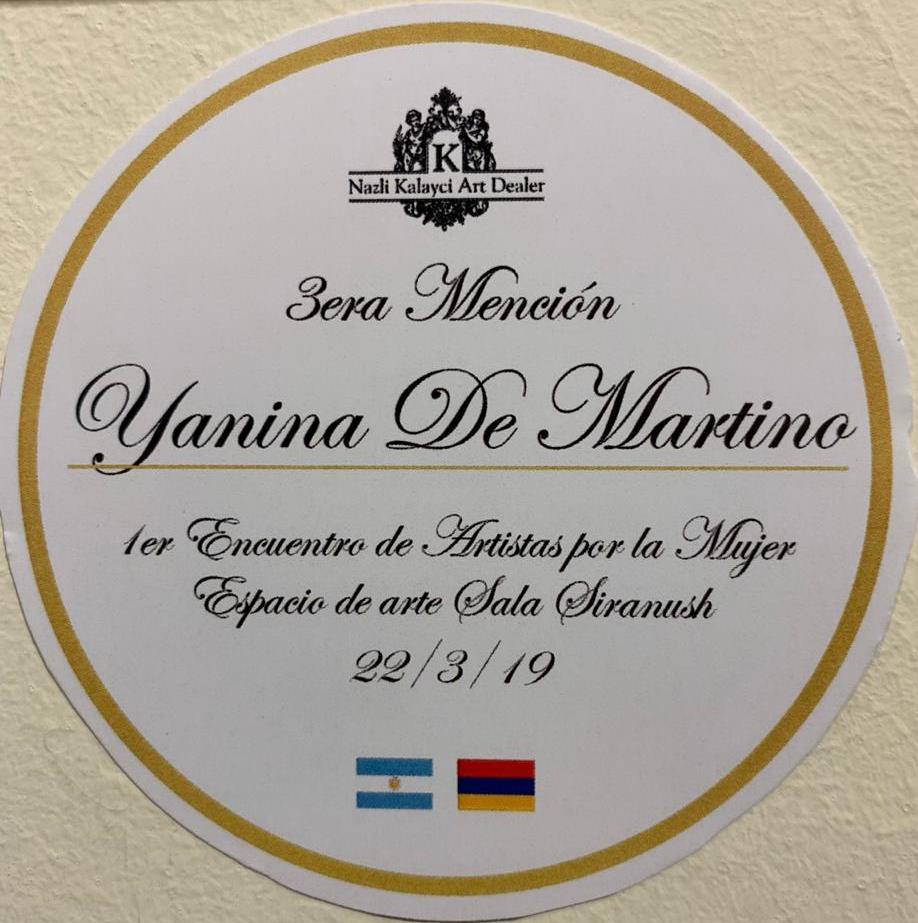 K
Nazli Kalayci Art Dealer
3era Mención
Yanina De Martino
1er Encuentro de Artistas por la Mujer
Espacio de arte Sala Siranush
22/3/19